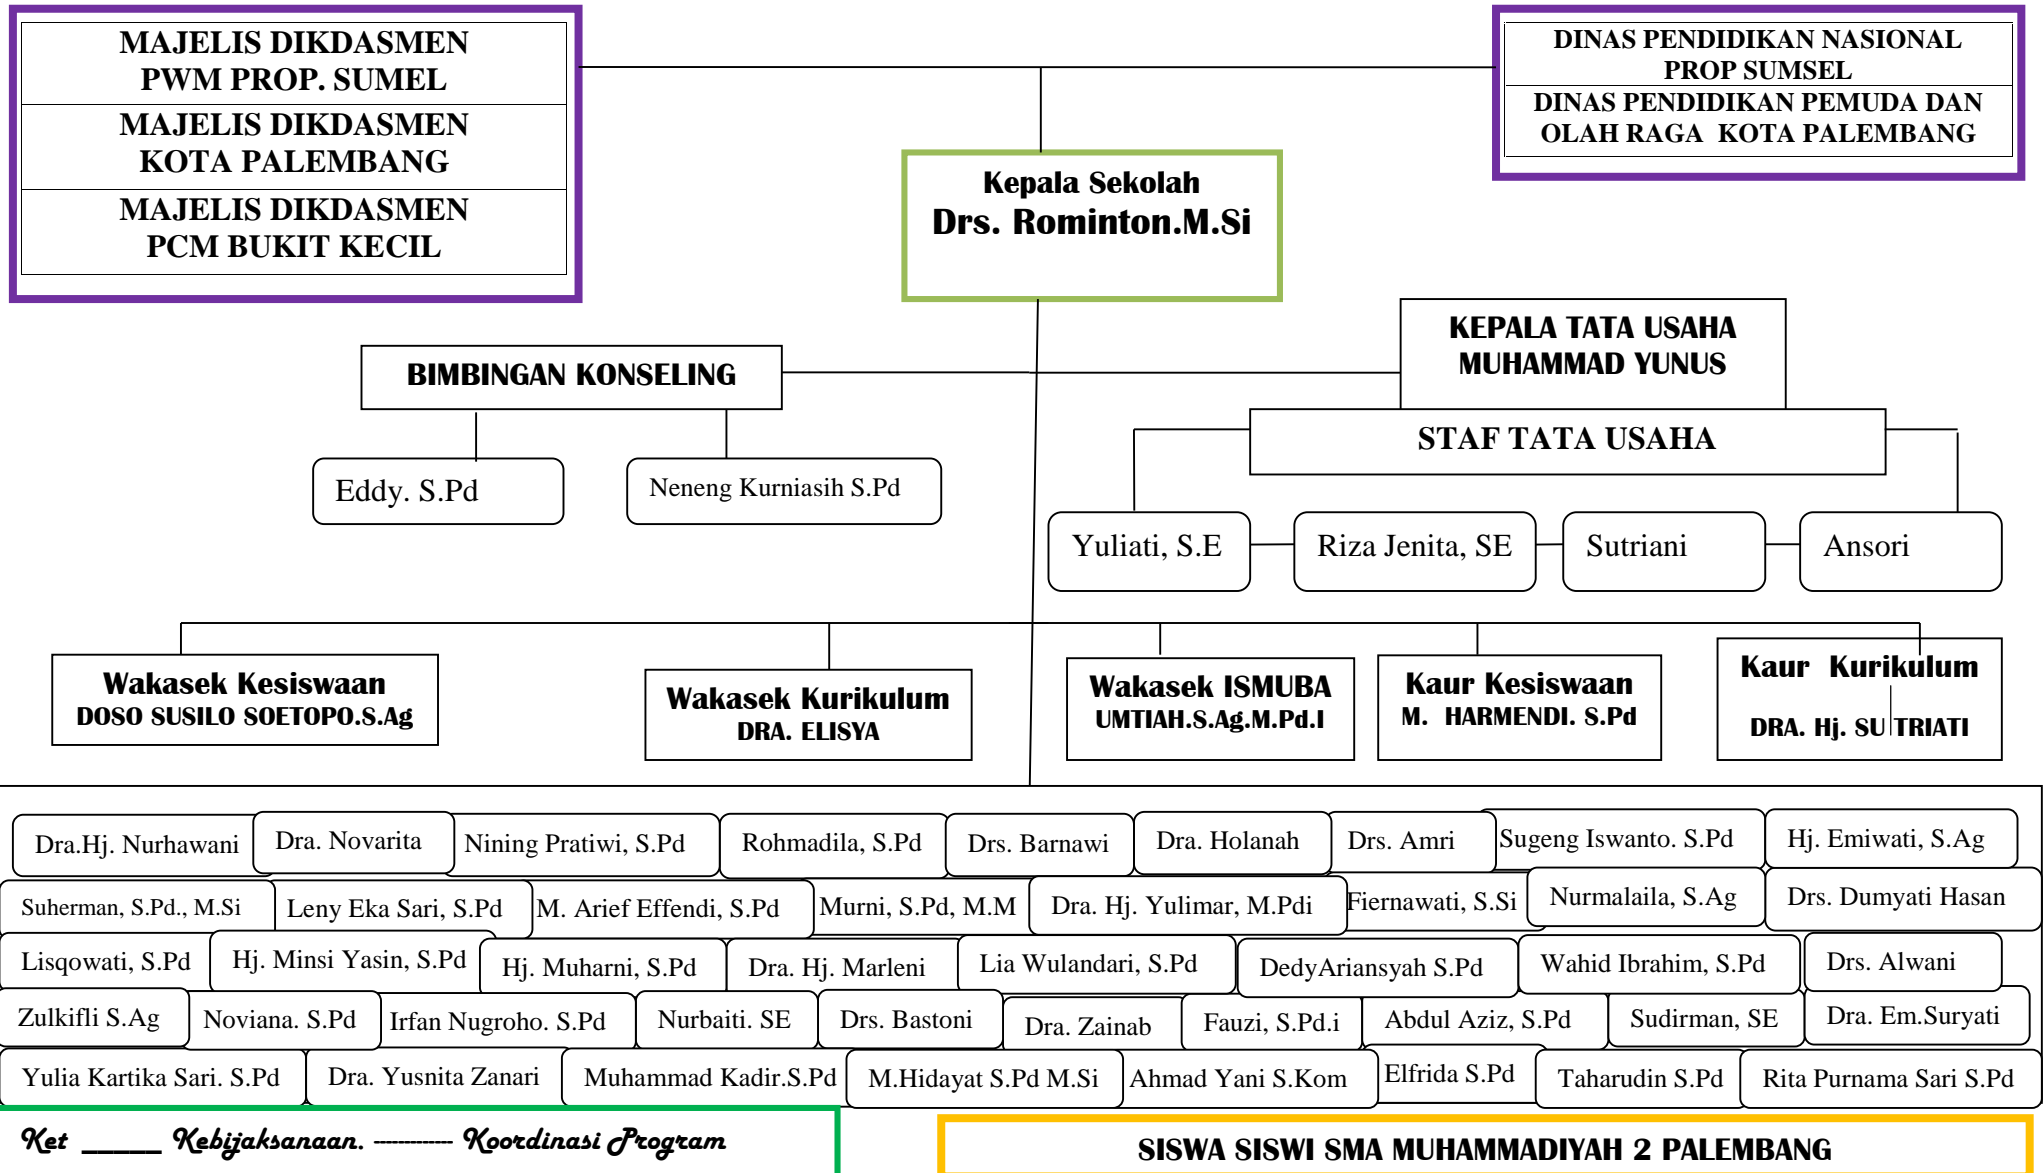 MAJELIS DIKDASMEN
PWM PROP. SUMEL
MAJELIS DIKDASMEN
KOTA PALEMBANG
MAJELIS DIKDASMEN
PCM BUKIT KECIL
DINAS PENDIDIKAN NASIONAL
PROP SUMSEL
DINAS PENDIDIKAN PEMUDA DAN
OLAH RAGA KOTA PALEMBANG
Kepala Sekolah
Drs. Rominton.M.Si
BIMBINGAN KONSELING
Eddy. S.Pd
Neneng Kurniasih S.Pd
KEPALA TATA USAHA
MUHAMMAD YUNUS
STAF TATA USAHA
Yuliati, S.E
Riza Jenita, SE
Sutriani
Ansori
Wakasek Kesiswaan
DOSO SUSILO SOETOPO.S.Ag
Wakasek Kurikulum
DRA. ELISYA
Wakasek ISMUBA
UMTIAH.S.Ag.M.Pd.I
Kaur Kesiswaan
M. HARMENDI. S.Pd
Kaur Kurikulum
DRA. Hj. SU TRIATI
Dra.Hj. Nurhawani
Dra. Novarita
Nining Pratiwi, S.Pd
Rohmadila, S.Pd
Drs. Barnawi
Dra. Holanah
Drs. Amri
Sugeng Iswanto. S.Pd
Hj. Emiwati, S.Ag
Suherman, S.Pd., M.Si
Leny Eka Sari, S.Pd
M. Arief Effendi, S.Pd
Murni, S.Pd, M.M
Dra. Hj. Yulimar, M.Pdi
Fiernawati, S.Si
Nurmalaila, S.Ag
Drs. Dumyati Hasan
Lisqowati, S.Pd
Hj. Minsi Yasin, S.Pd
Hj. Muharni, S.Pd
Dra. Hj. Marleni
Lia Wulandari, S.Pd
DedyAriansyah S.Pd
Wahid Ibrahim, S.Pd
Drs. Alwani
Zulkifli S.Ag
Noviana. S.Pd
Irfan Nugroho. S.Pd
Nurbaiti. SE
Drs. Bastoni
Dra. Zainab
Fauzi, S.Pd.i
Abdul Aziz, S.Pd
Sudirman, SE
Dra. Em.Suryati
Yulia Kartika Sari. S.Pd
Dra. Yusnita Zanari
Muhammad Kadir.S.Pd
M.Hidayat S.Pd M.Si
Ahmad Yani S.Kom
Elfrida S.Pd
Taharudin S.Pd
Rita Purnama Sari S.Pd
Ket _____ Kebijaksanaan. ------------- Koordinasi Program
SISWA SISWI SMA MUHAMMADIYAH 2 PALEMBANG